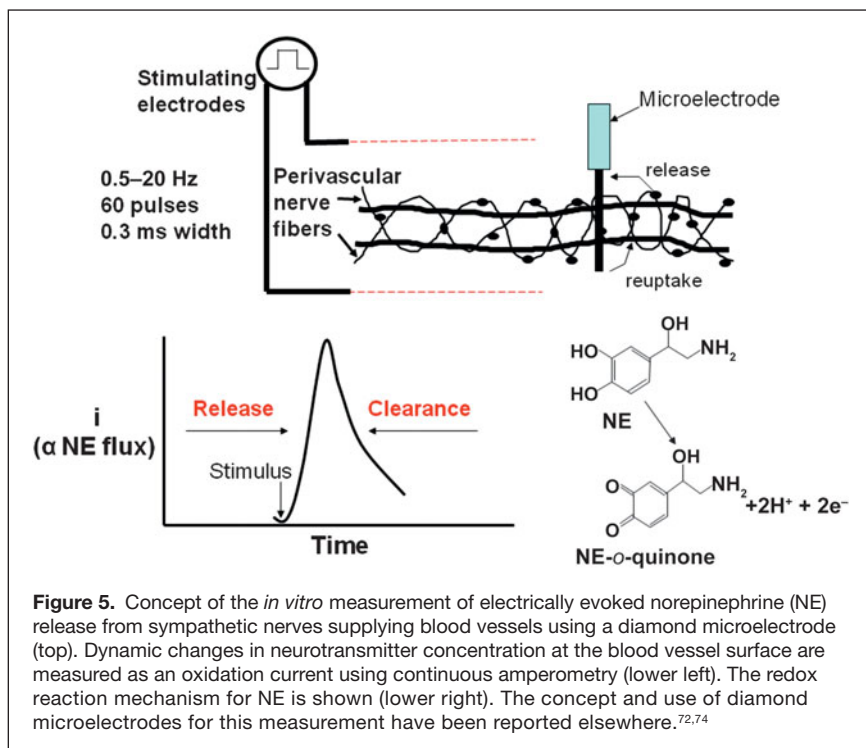 Stimulating
electrodes
Microelectrode
0.5–20 Hz
60 pulses
0.3 ms width
Perivascular
nerve
fibers
release
reuptake
i
(α NE flux)
Release
Clearance
Stimulus
Time
OH
HO
NH₂
HO
NE
OH
O
NH₂
O
+2H⁺ + 2e⁻
NE-o-quinone
Figure 5. Concept of the in vitro measurement of electrically evoked norepinephrine (NE)
release from sympathetic nerves supplying blood vessels using a diamond microelectrode
(top). Dynamic changes in neurotransmitter concentration at the blood vessel surface are
measured as an oxidation current using continuous amperometry (lower left). The redox
reaction mechanism for NE is shown (lower right). The concept and use of diamond
microelectrodes for this measurement have been reported elsewhere.⁷²,⁷⁴